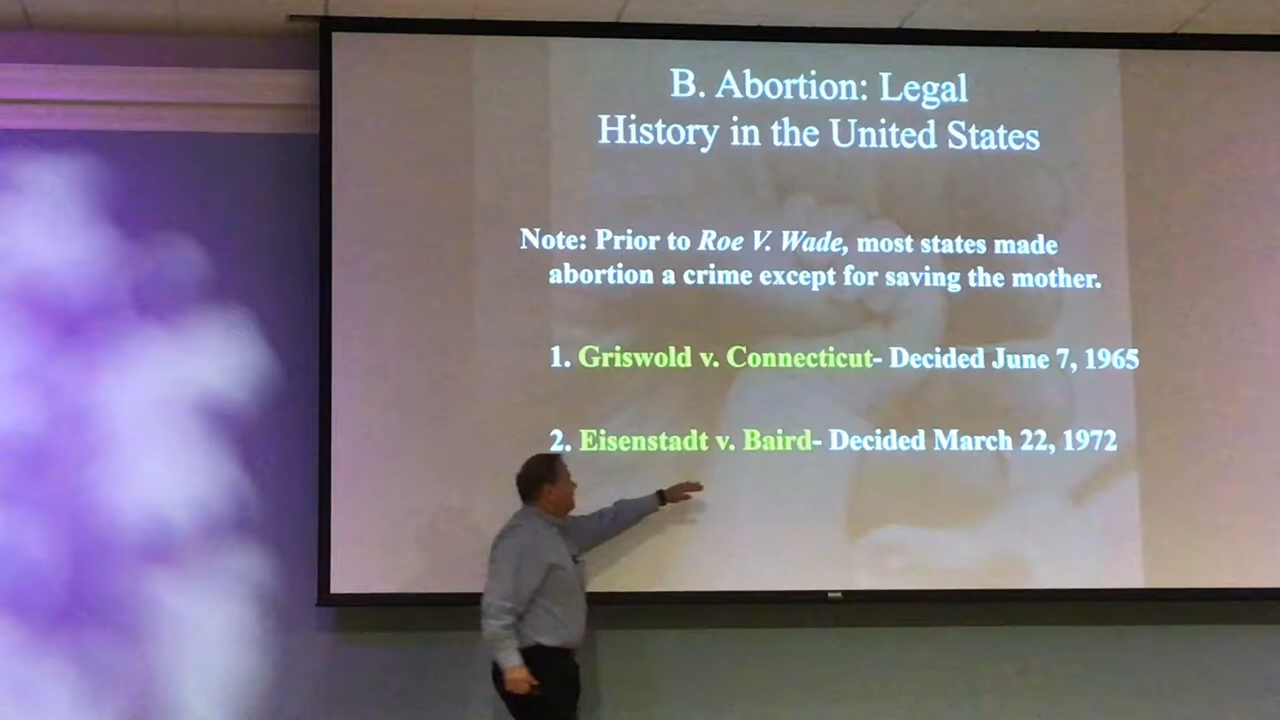 B. Abortion: Legal
History in the United States
Note: Prior to Roe V. Wade, most states made
abortion a crime except for saving the mother.
1. Griswold v. Connecticut- Decided June 7, 1965
2. Eisenstadt v. Baird- Decided March 22, 1972